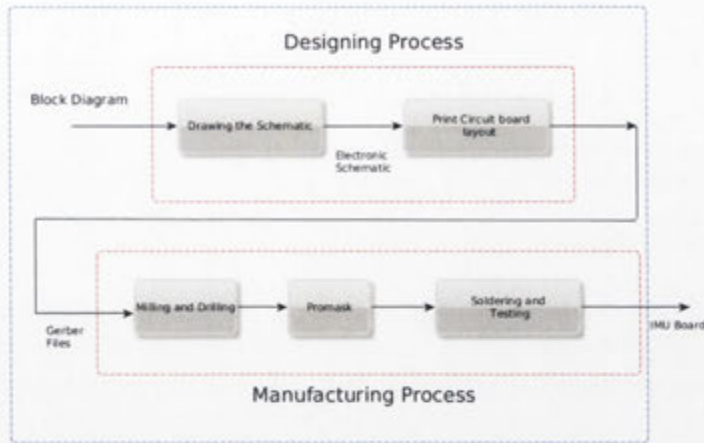 Designing Process
Block Diagram
Drawing the Schematic
Electronic
Schematic
Print Circuit board
layout
Gerber
Files
Milling and Drilling
Promask
Soldering and
Testing
IMU Board
Manufacturing Process